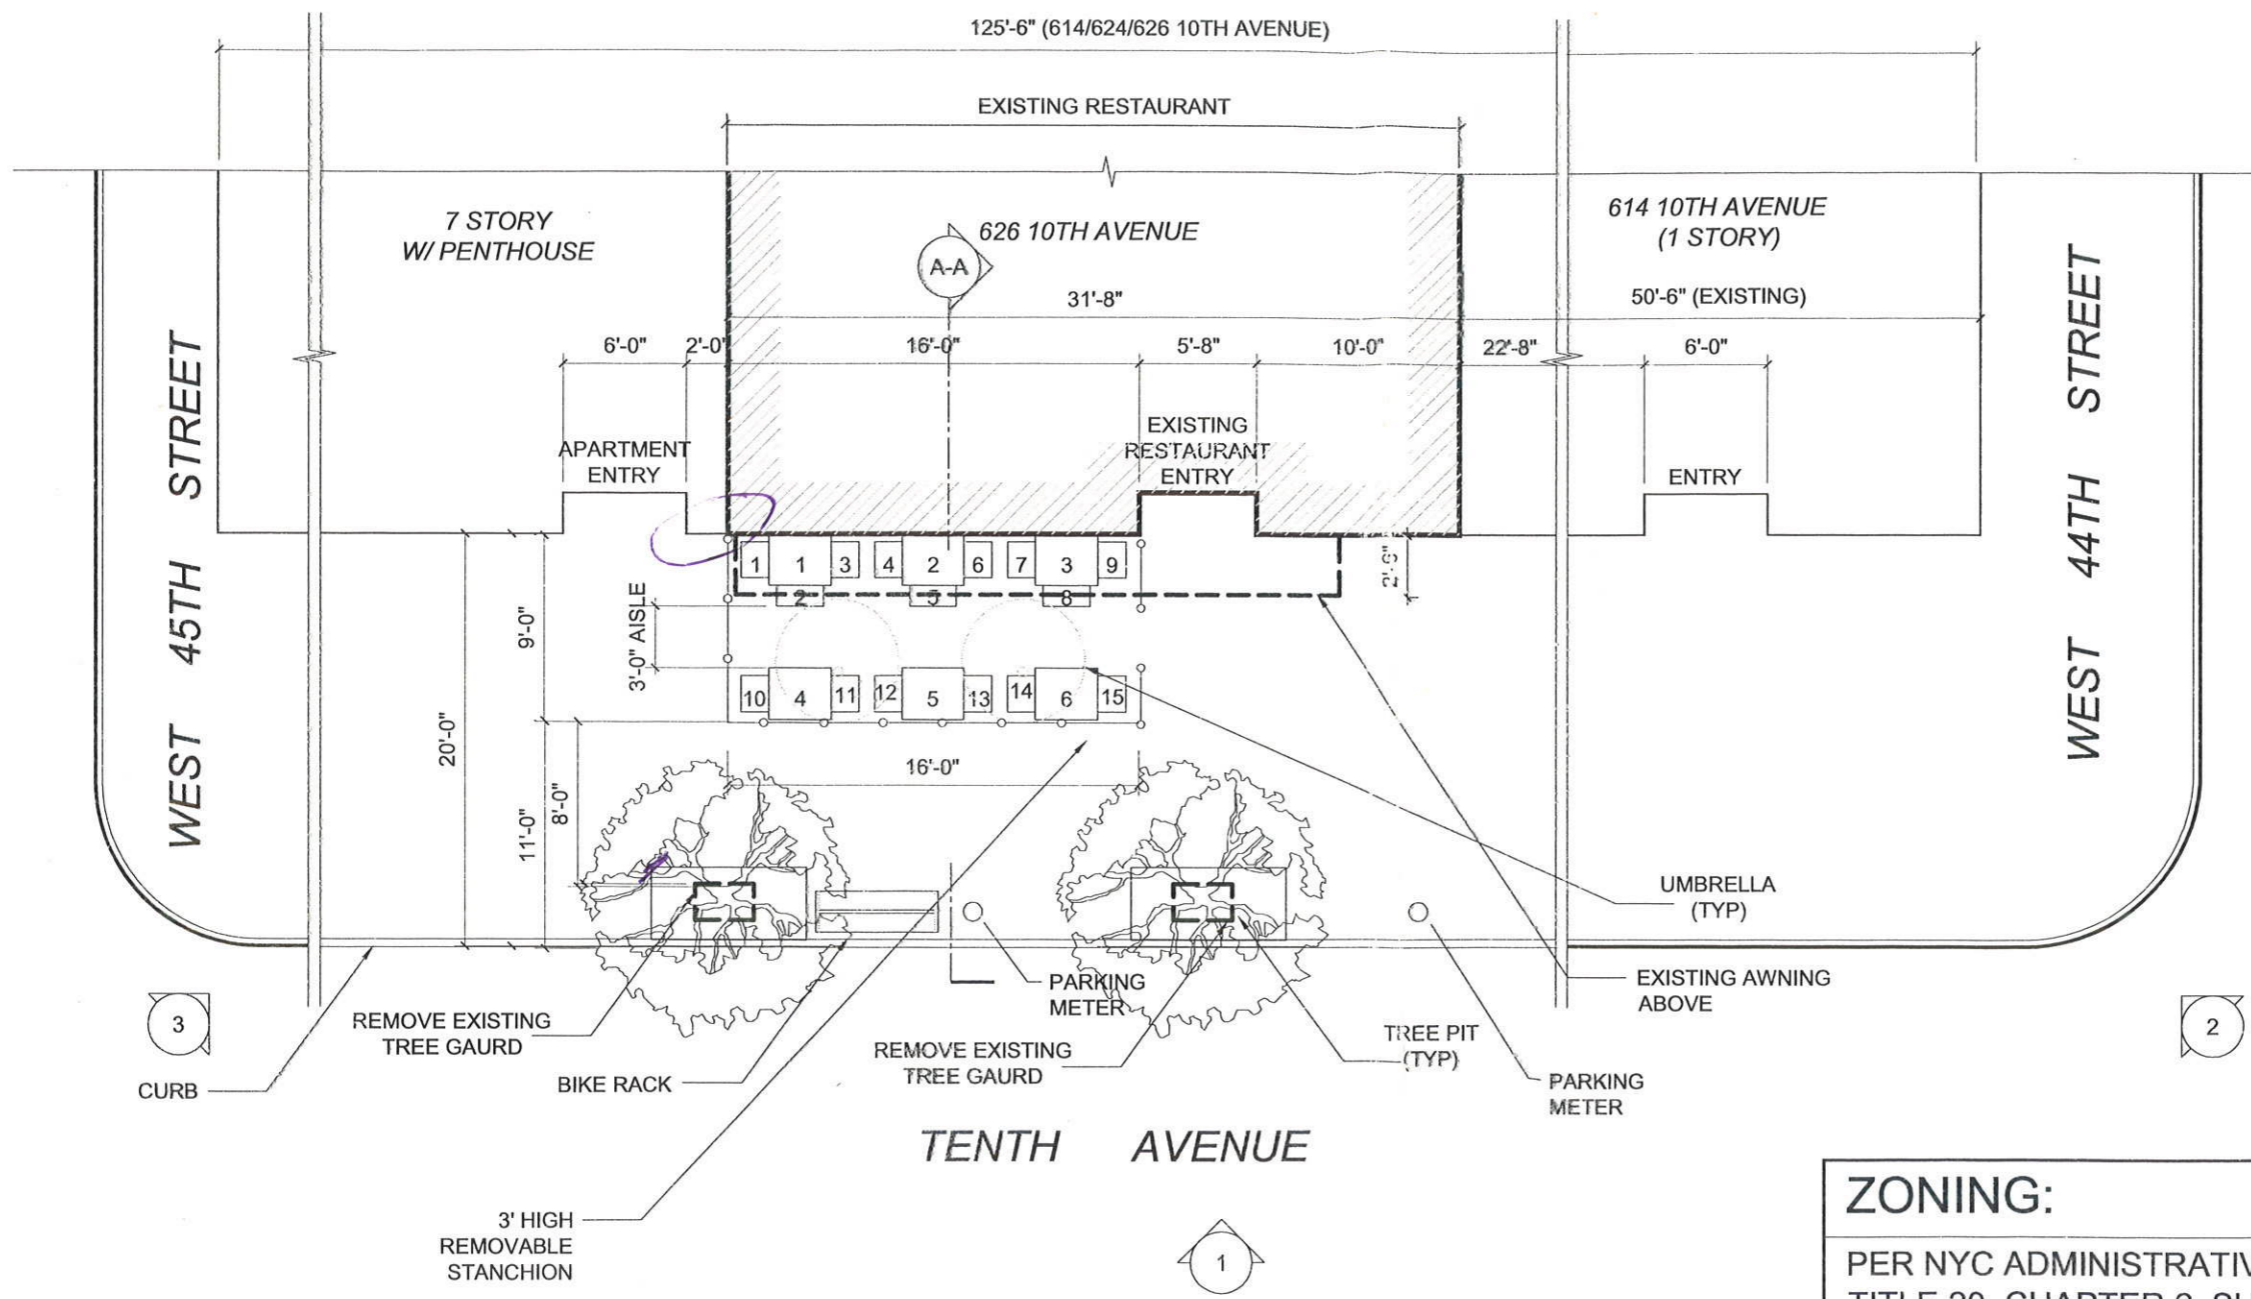 125'-6" (614/624/626 10TH AVENUE)
EXISTING RESTAURANT
7 STORY
W/ PENTHOUSE
626 10TH AVENUE
A-A
614 10TH AVENUE
(1 STORY)
31'-8"
50'-6" (EXISTING)
6'-0"
2'-0"
16'-0"
5'-8"
10'-0"
22'-8"
6'-0"
WEST 45TH STREET
WEST 44TH STREET
APARTMENT
ENTRY
EXISTING
RESTAURANT
ENTRY
ENTRY
1 1 3 4 2 6 7 3 9
2 5 8
9'-0"
3'-0" AISLE
10 4 11 12 5 13 14 6 15
20'-0"
11'-0"
8'-0"
16'-0"
UMBRELLA
(TYP)
EXISTING AWNING
ABOVE
PARKING
METER
3
2
REMOVE EXISTING
TREE GAURD
REMOVE EXISTING
TREE GAURD
TREE PIT
(TYP)
CURB
BIKE RACK
PARKING
METER
TENTH AVENUE
3' HIGH
REMOVABLE
STANCHION
1
ZONING:
PER NYC ADMINISTRATIV